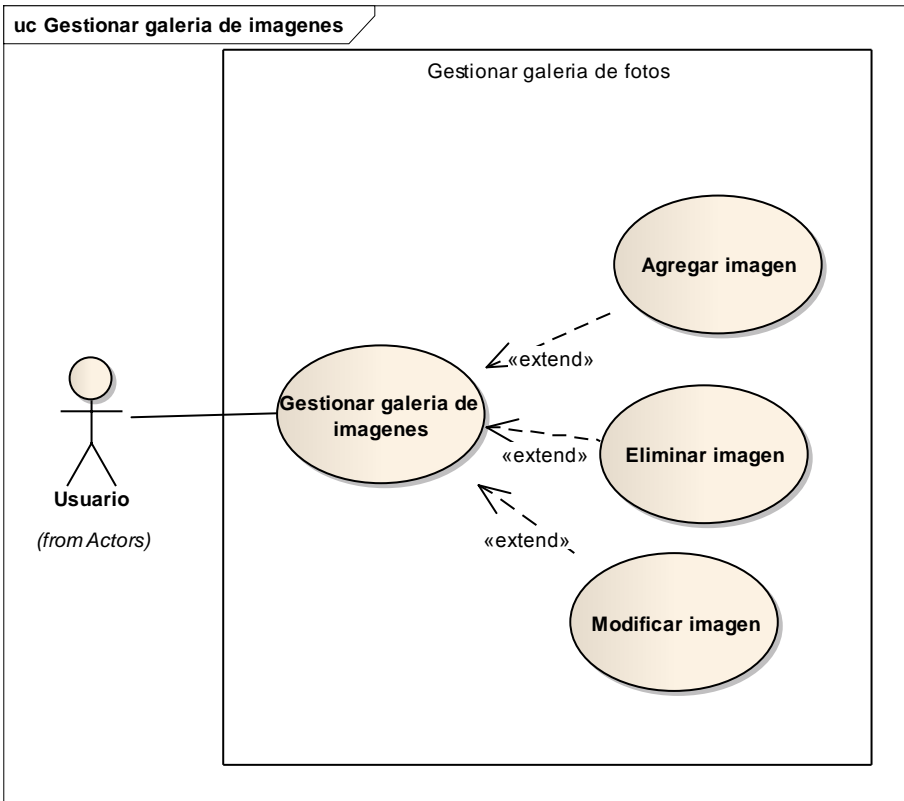 uc Gestionar galeria de imagenes
Gestionar galeria de fotos
Agregar imagen
«extend»
Gestionar galeria de
imagenes
«extend»
Eliminar imagen
Usuario
(from Actors)
«extend»
Modificar imagen